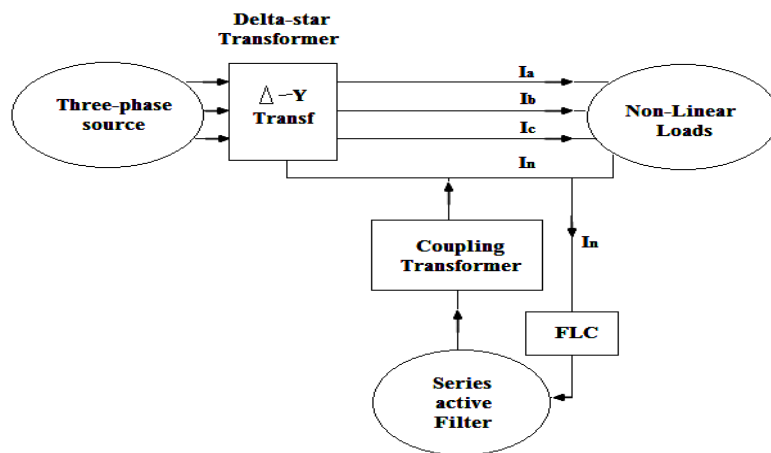 Delta-star
Transformer
Three-phase
source
Δ-Y
Transf
Ia
Ib
Ic
In
Non-Linear
Loads
Coupling
Transformer
In
FLC
Series
active
Filter